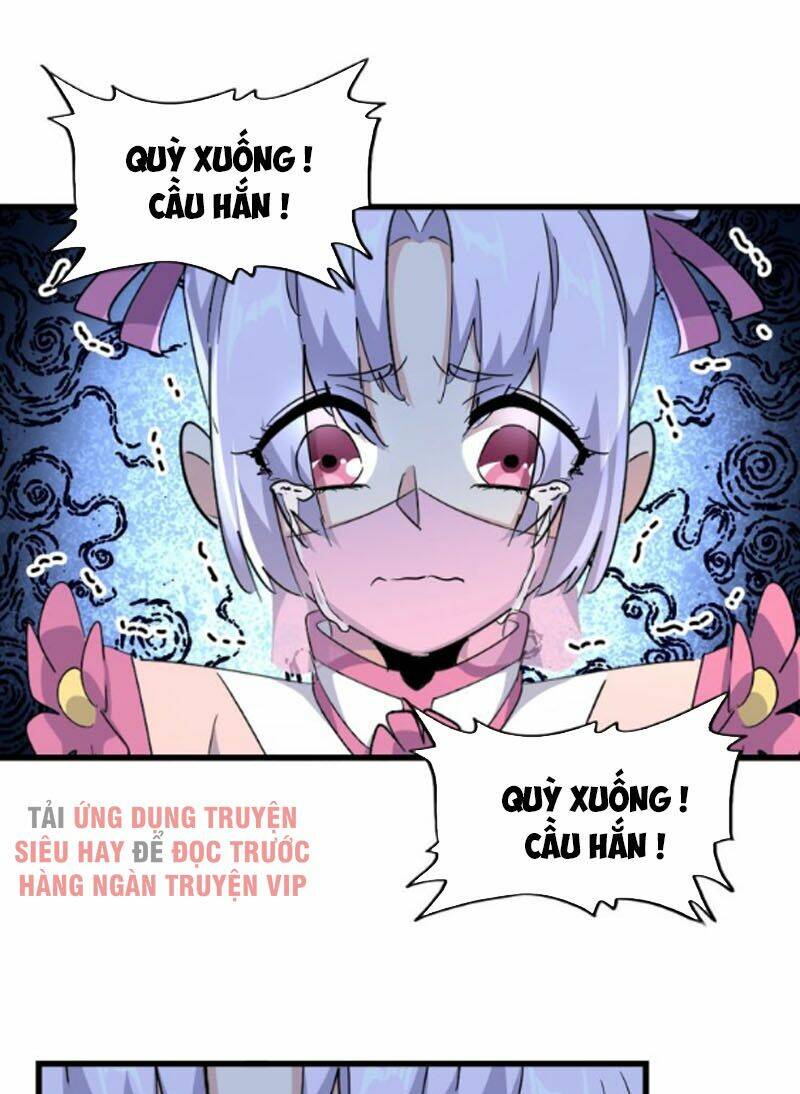 QUỲ XUỐNG !
CẦU HẮN !
QUỲ XUỐNG !
CẦU HẮN !
TẢI ỨNG DỤNG TRUYỆN
SIÊU HAY ĐỂ ĐỌC TRƯỚC
HÀNG NGÀN TRUYỆN VIP